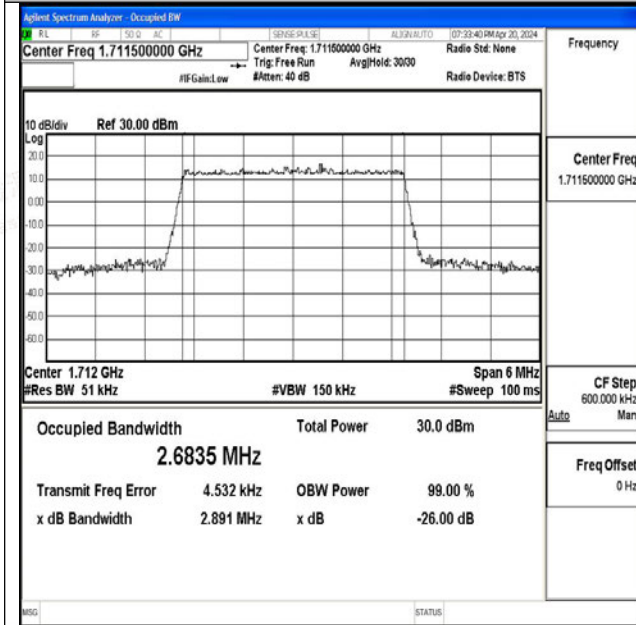 Agilent Spectrum Analyzer - Occupied BW
RL RF 50 Ω AC SENSE:PULSE ALIGN AUTO 07:33:40 PM Apr 20, 2024
Center Freq 1.711500000 GHz
Center Freq: 1.711500000 GHz
Radio Std: None
Trig: Free Run Avg|Hold: 30/30
#IFGain:Low #Atten: 40 dB Radio Device: BTS
10 dB/div Ref 30.00 dBm
Log
20.0
10.0
0.00
-10.0
-20.0
-30.0
-40.0
-50.0
-60.0
Center 1.712 GHz Span 6 MHz
#Res BW 51 kHz #VBW 150 kHz #Sweep 100 ms
Occupied Bandwidth Total Power 30.0 dBm
2.6835 MHz
Transmit Freq Error 4.532 kHz OBW Power 99.00 %
x dB Bandwidth 2.891 MHz x dB -26.00 dB
MSG STATUS
Frequency
Center Freq
1.711500000 GHz
CF Step
600.000 kHz
Auto Man
Freq Offset
0 Hz